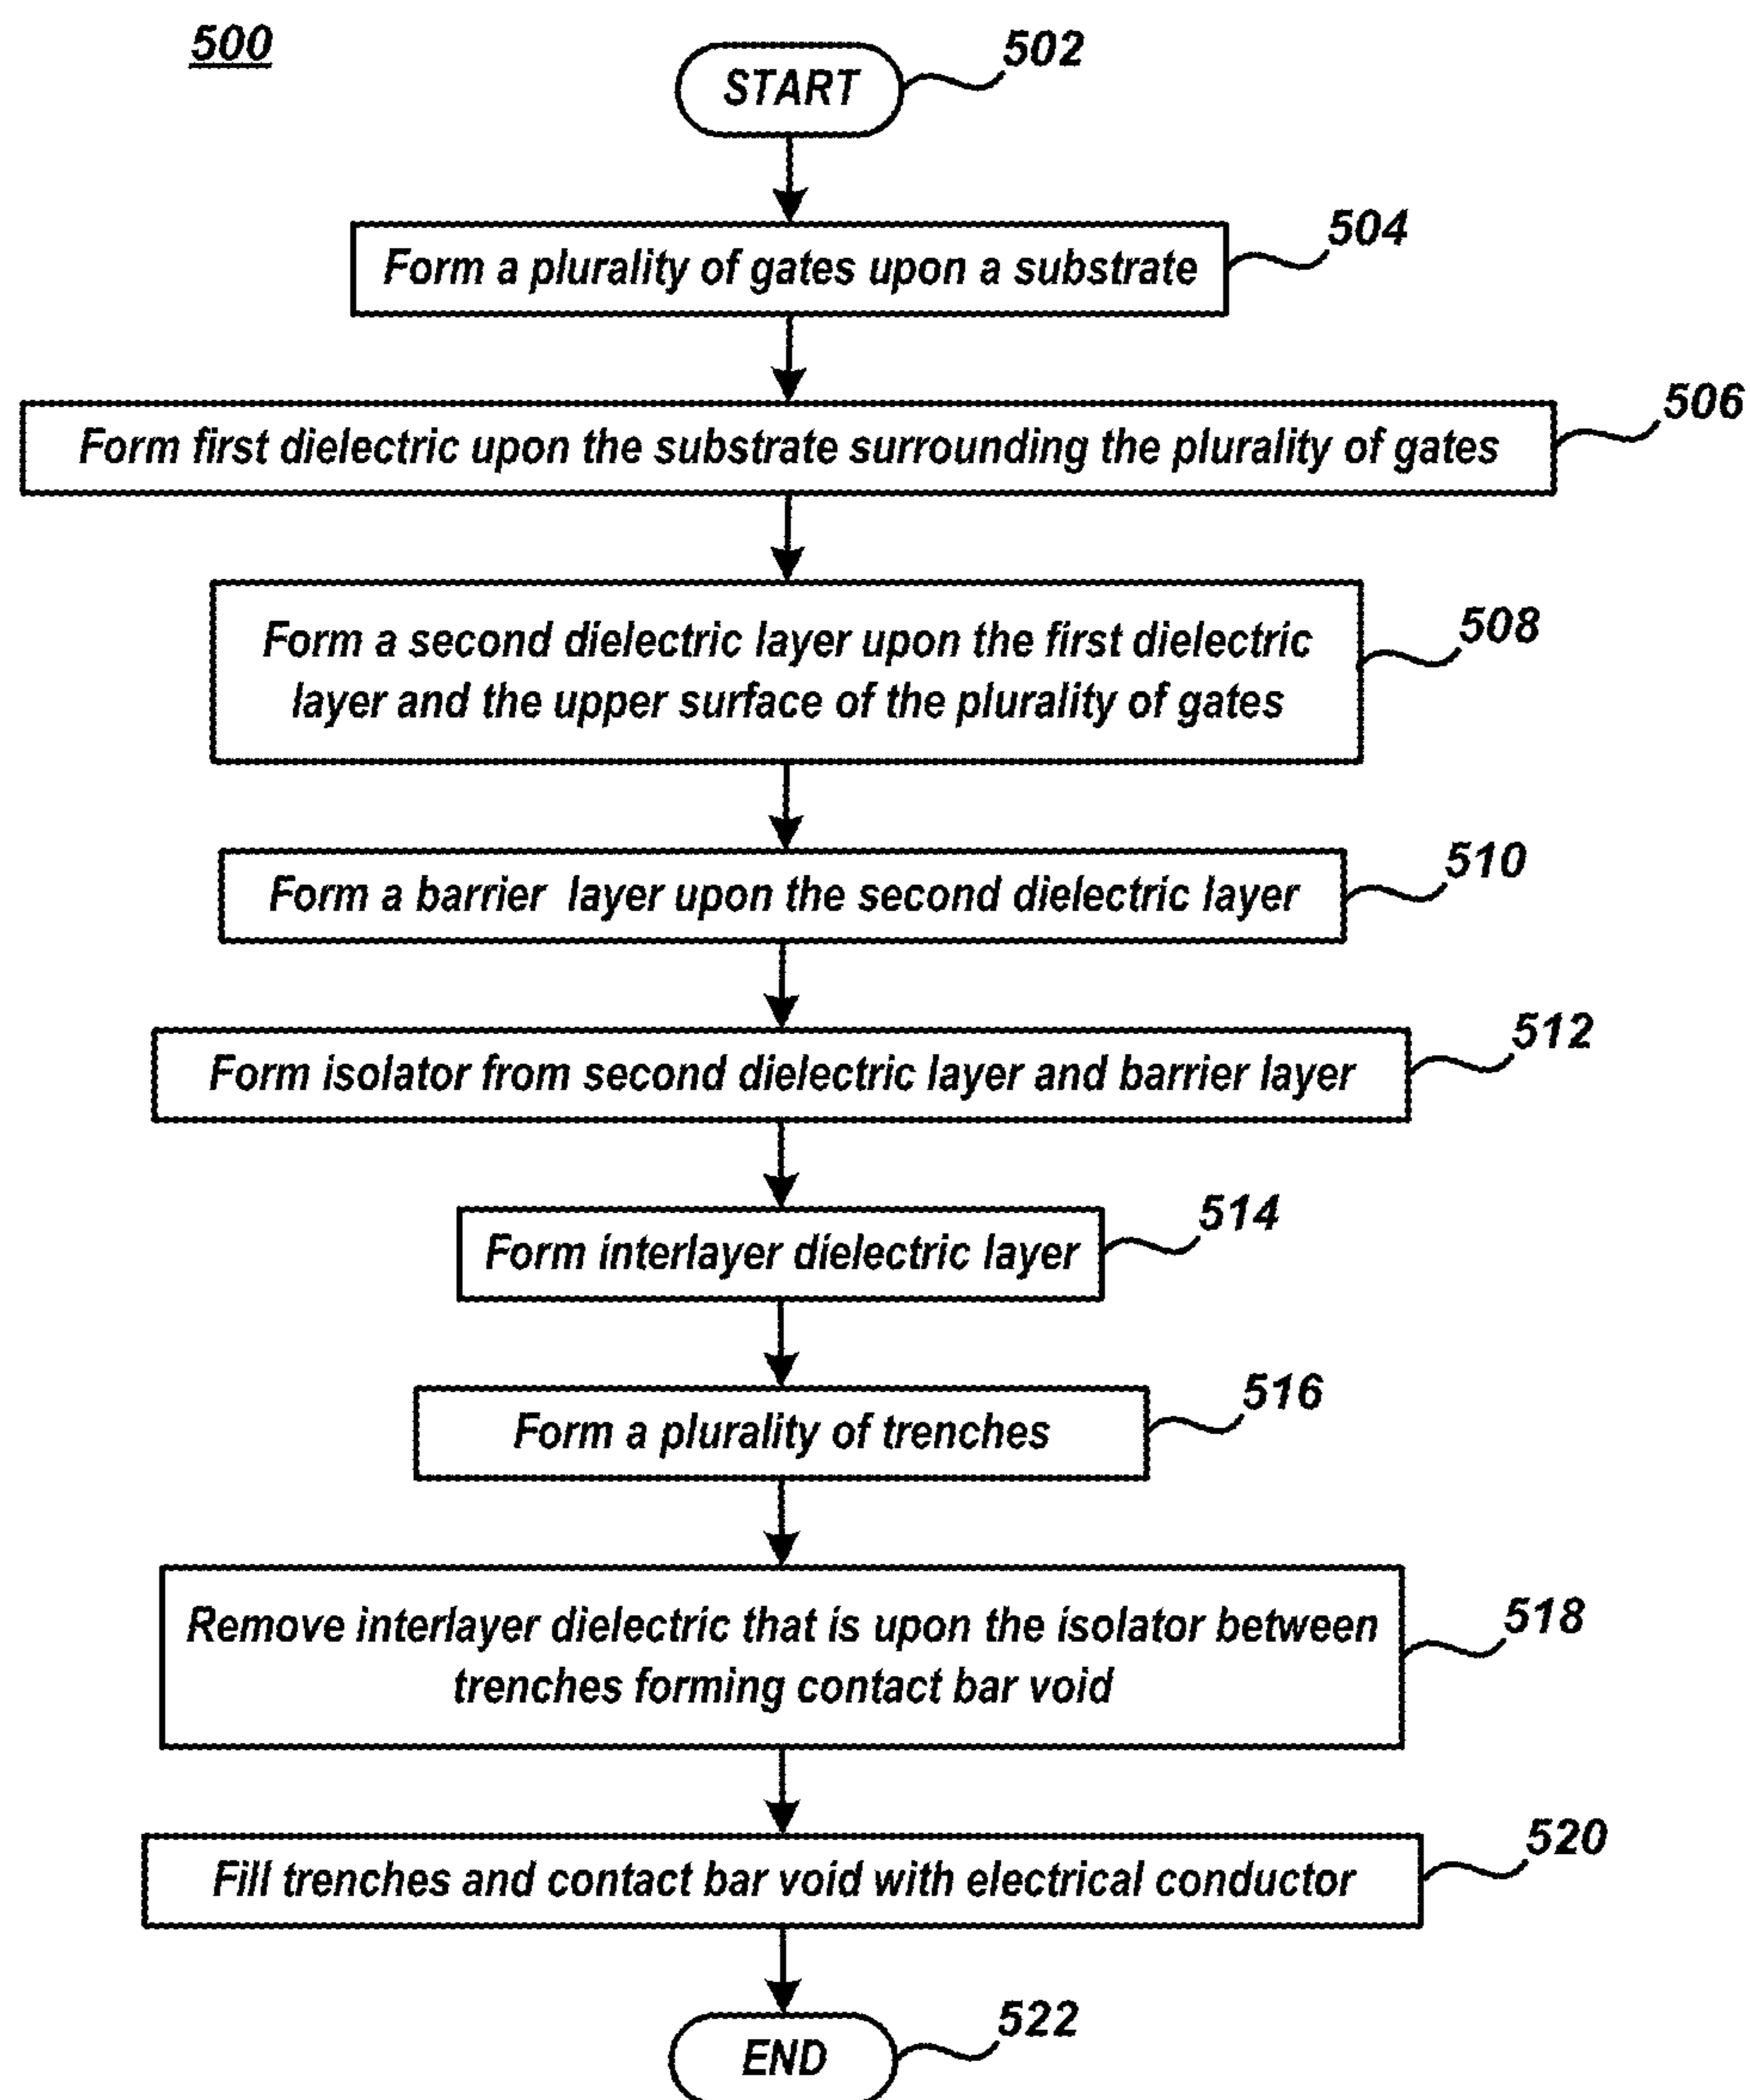 500
START
502
Form a plurality of gates upon a substrate
504
Form first dielectric upon the substrate surrounding the plurality of gates
506
Form a second dielectric layer upon the first dielectric
layer and the upper surface of the plurality of gates
508
Form a barrier layer upon the second dielectric layer
510
Form isolator from second dielectric layer and barrier layer
512
Form interlayer dielectric layer
514
Form a plurality of trenches
516
Remove interlayer dielectric that is upon the isolator between
trenches forming contact bar void
518
Fill trenches and contact bar void with electrical conductor
520
END
522